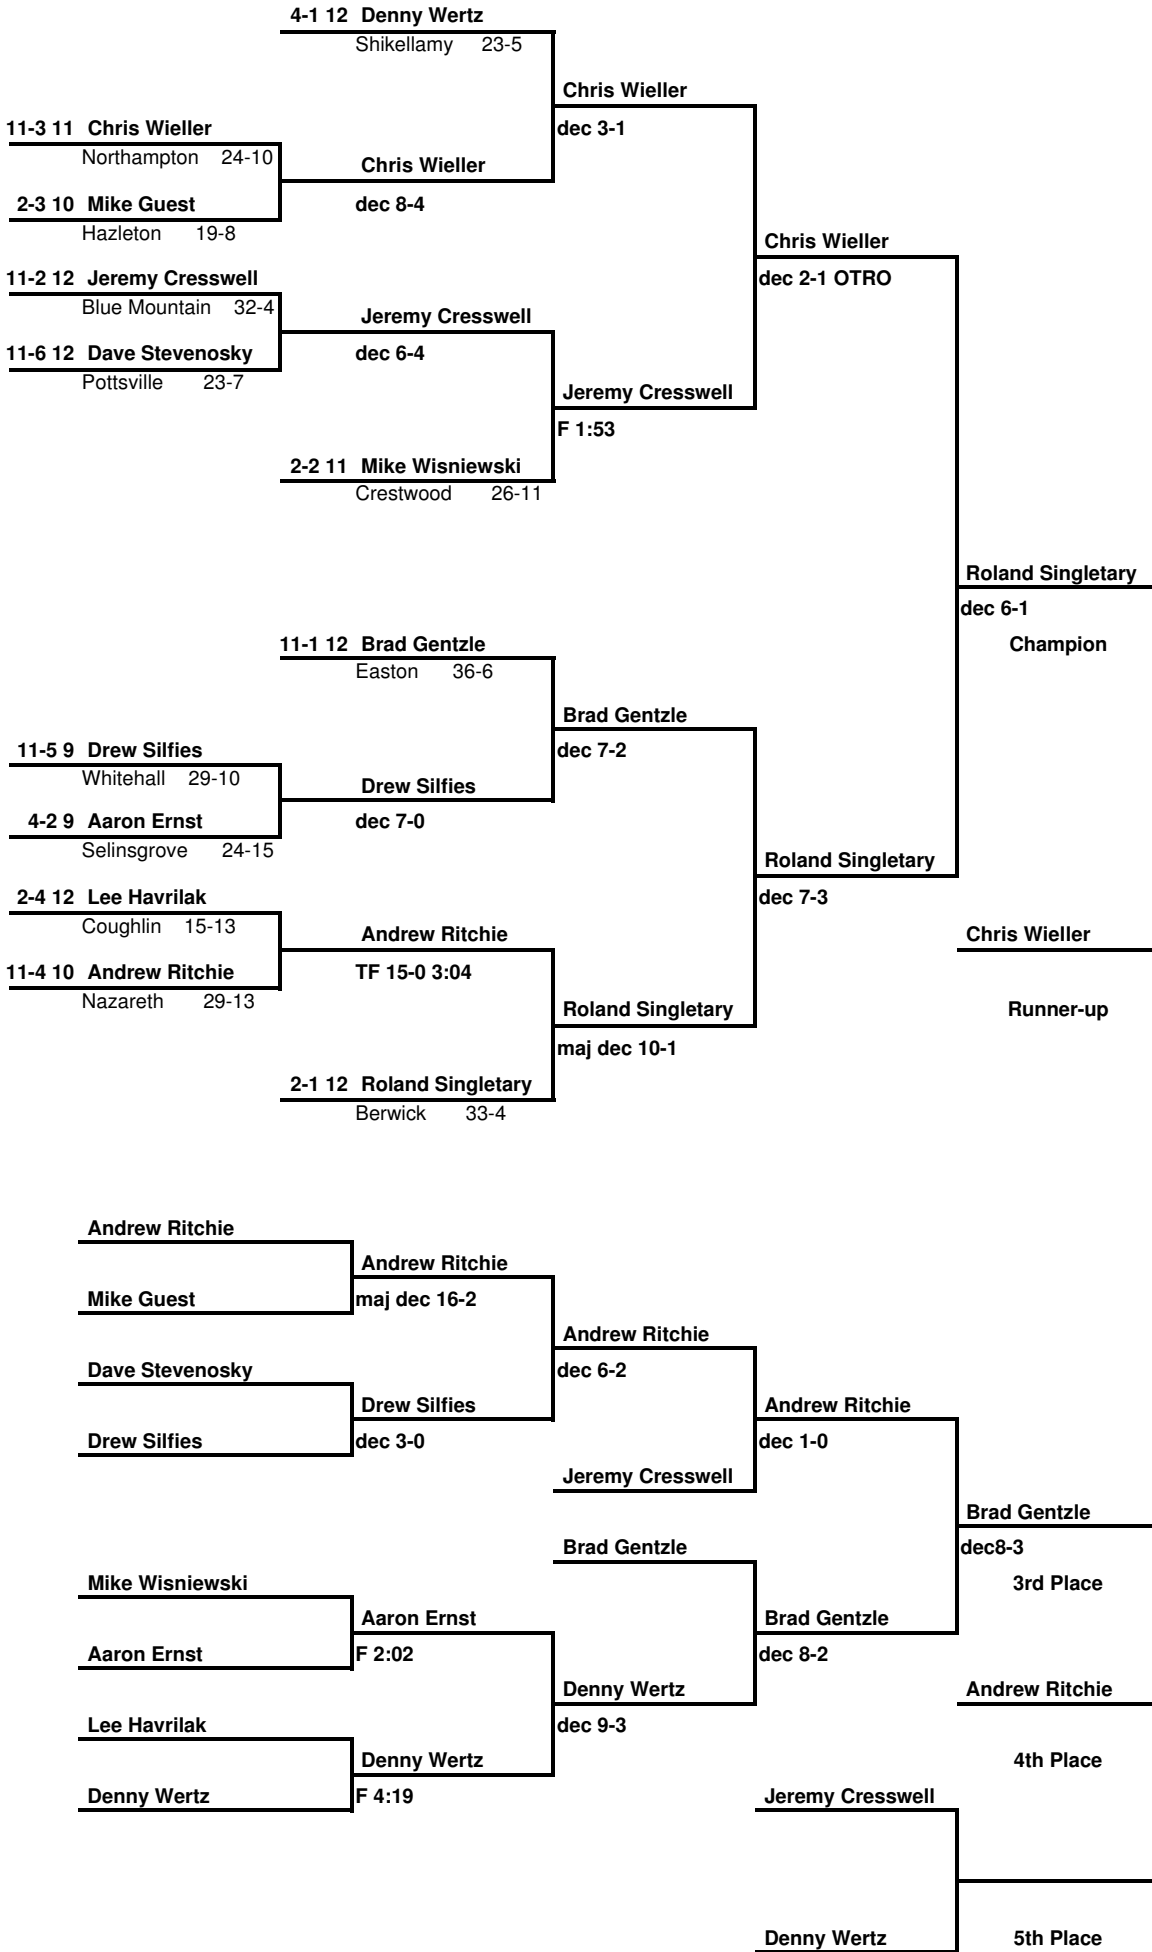 4-1 12 Denny Wertz
Shikellamy 23-5
Chris Wieller
11-3 11 Chris Wieller
dec 3-1
Northampton 24-10
Chris Wieller
2-3 10 Mike Guest
dec 8-4
Hazleton 19-8
Chris Wieller
11-2 12 Jeremy Cresswell
dec 2-1 OTRO
Blue Mountain 32-4
Jeremy Cresswell
11-6 12 Dave Stevenosky
dec 6-4
Pottsville 23-7
Jeremy Cresswell
F 1:53
2-2 11 Mike Wisniewski
Crestwood 26-11
Roland Singletary
dec 6-1
11-1 12 Brad Gentzle
Champion
Easton 36-6
Brad Gentzle
11-5 9 Drew Silfies
dec 7-2
Whitehall 29-10
Drew Silfies
4-2 9 Aaron Ernst
dec 7-0
Selinsgrove 24-15
Roland Singletary
2-4 12 Lee Havrilak
dec 7-3
Coughlin 15-13
Andrew Ritchie
Chris Wieller
11-4 10 Andrew Ritchie
TF 15-0 3:04
Nazareth 29-13
Roland Singletary
Runner-up
maj dec 10-1
2-1 12 Roland Singletary
Berwick 33-4
Andrew Ritchie
Andrew Ritchie
Mike Guest
maj dec 16-2
Andrew Ritchie
Dave Stevenosky
dec 6-2
Drew Silfies
Andrew Ritchie
Drew Silfies
dec 3-0
dec 1-0
Jeremy Cresswell
Brad Gentzle
Brad Gentzle
dec8-3
Mike Wisniewski
3rd Place
Aaron Ernst
Brad Gentzle
Aaron Ernst
F 2:02
dec 8-2
Denny Wertz
Andrew Ritchie
Lee Havrilak
dec 9-3
Denny Wertz
4th Place
Denny Wertz
F 4:19
Jeremy Cresswell
Denny Wertz
5th Place